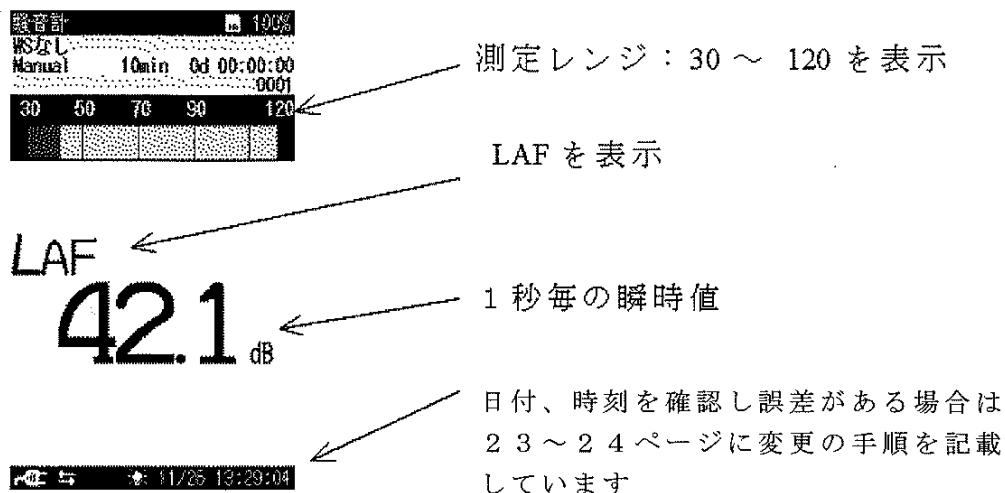 騒音計 100%
WSなし
Manual 10min 0d 00:00:00
0001
30 50 70 90 120
測定レンジ：30～ 120 を表示
LAF を表示
LAF
42.1 dB
1 秒毎の瞬時値
日付、時刻を確認し誤差がある場合は
２３～２４ページに変更の手順を記載
しています
11/25 13:29:04